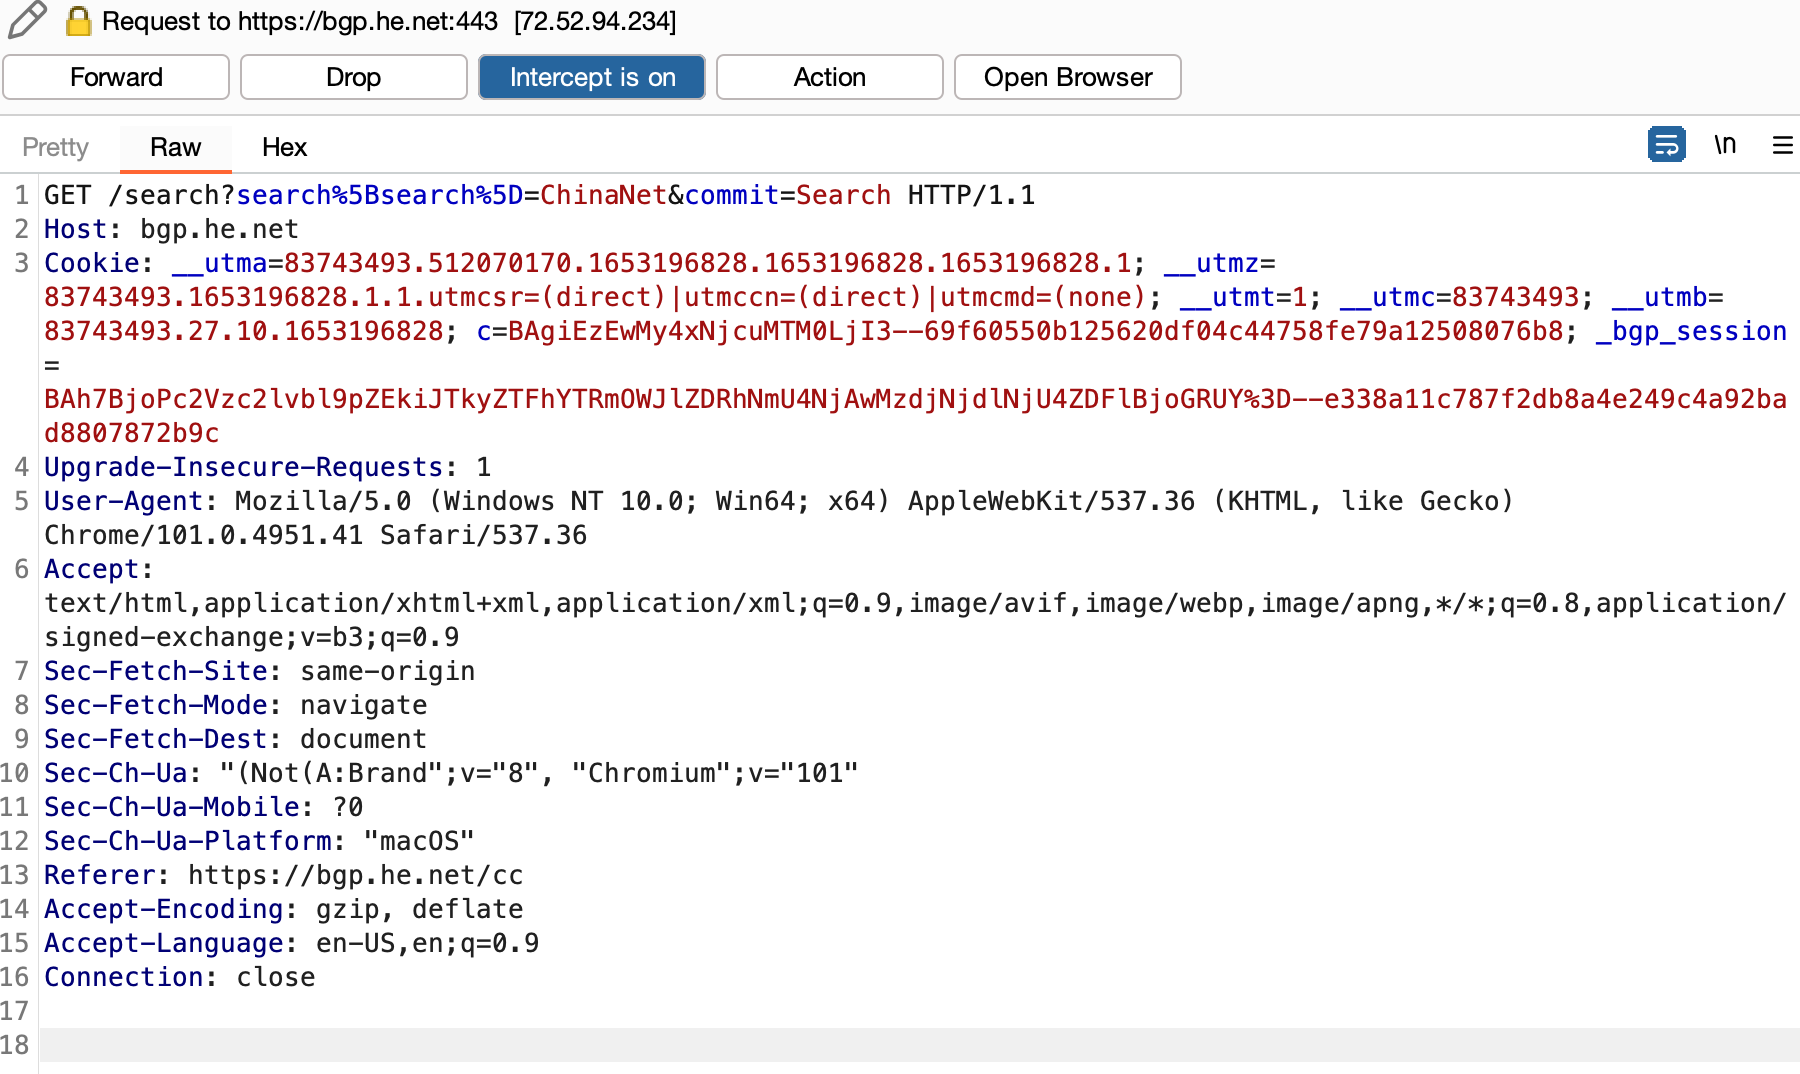 Request to https://bgp.he.net:443 [72.52.94.234]
Forward Drop Intercept is on Action Open Browser
Pretty Raw Hex \n
1 GET /search?search%5Bsearch%5D=ChinaNet&commit=Search HTTP/1.1
2 Host: bgp.he.net
3 Cookie: __utma=83743493.512070170.1653196828.1653196828.1653196828.1; __utmz=
83743493.1653196828.1.1.utmcsr=(direct)|utmccn=(direct)|utmcmd=(none); __utmt=1; __utmc=83743493; __utmb=
83743493.27.10.1653196828; c=BAgiEzEwMy4xNjcuMTM0LjI3--69f60550b125620df04c44758fe79a12508076b8; _bgp_session
=
BAh7BjoPc2Vzc2lvbl9pZEkiJTkyZTFhYTRmOWJlZDRhNmU4NjAwMzdjNjdlNjU4ZDFlBjoGRUY%3D--e338a11c787f2db8a4e249c4a92ba
d8807872b9c
4 Upgrade-Insecure-Requests: 1
5 User-Agent: Mozilla/5.0 (Windows NT 10.0; Win64; x64) AppleWebKit/537.36 (KHTML, like Gecko)
Chrome/101.0.4951.41 Safari/537.36
6 Accept:
text/html,application/xhtml+xml,application/xml;q=0.9,image/avif,image/webp,image/apng,*/*;q=0.8,application/
signed-exchange;v=b3;q=0.9
7 Sec-Fetch-Site: same-origin
8 Sec-Fetch-Mode: navigate
9 Sec-Fetch-Dest: document
10 Sec-Ch-Ua: "(Not(A:Brand";v="8", "Chromium";v="101"
11 Sec-Ch-Ua-Mobile: ?0
12 Sec-Ch-Ua-Platform: "macOS"
13 Referer: https://bgp.he.net/cc
14 Accept-Encoding: gzip, deflate
15 Accept-Language: en-US,en;q=0.9
16 Connection: close
17
18